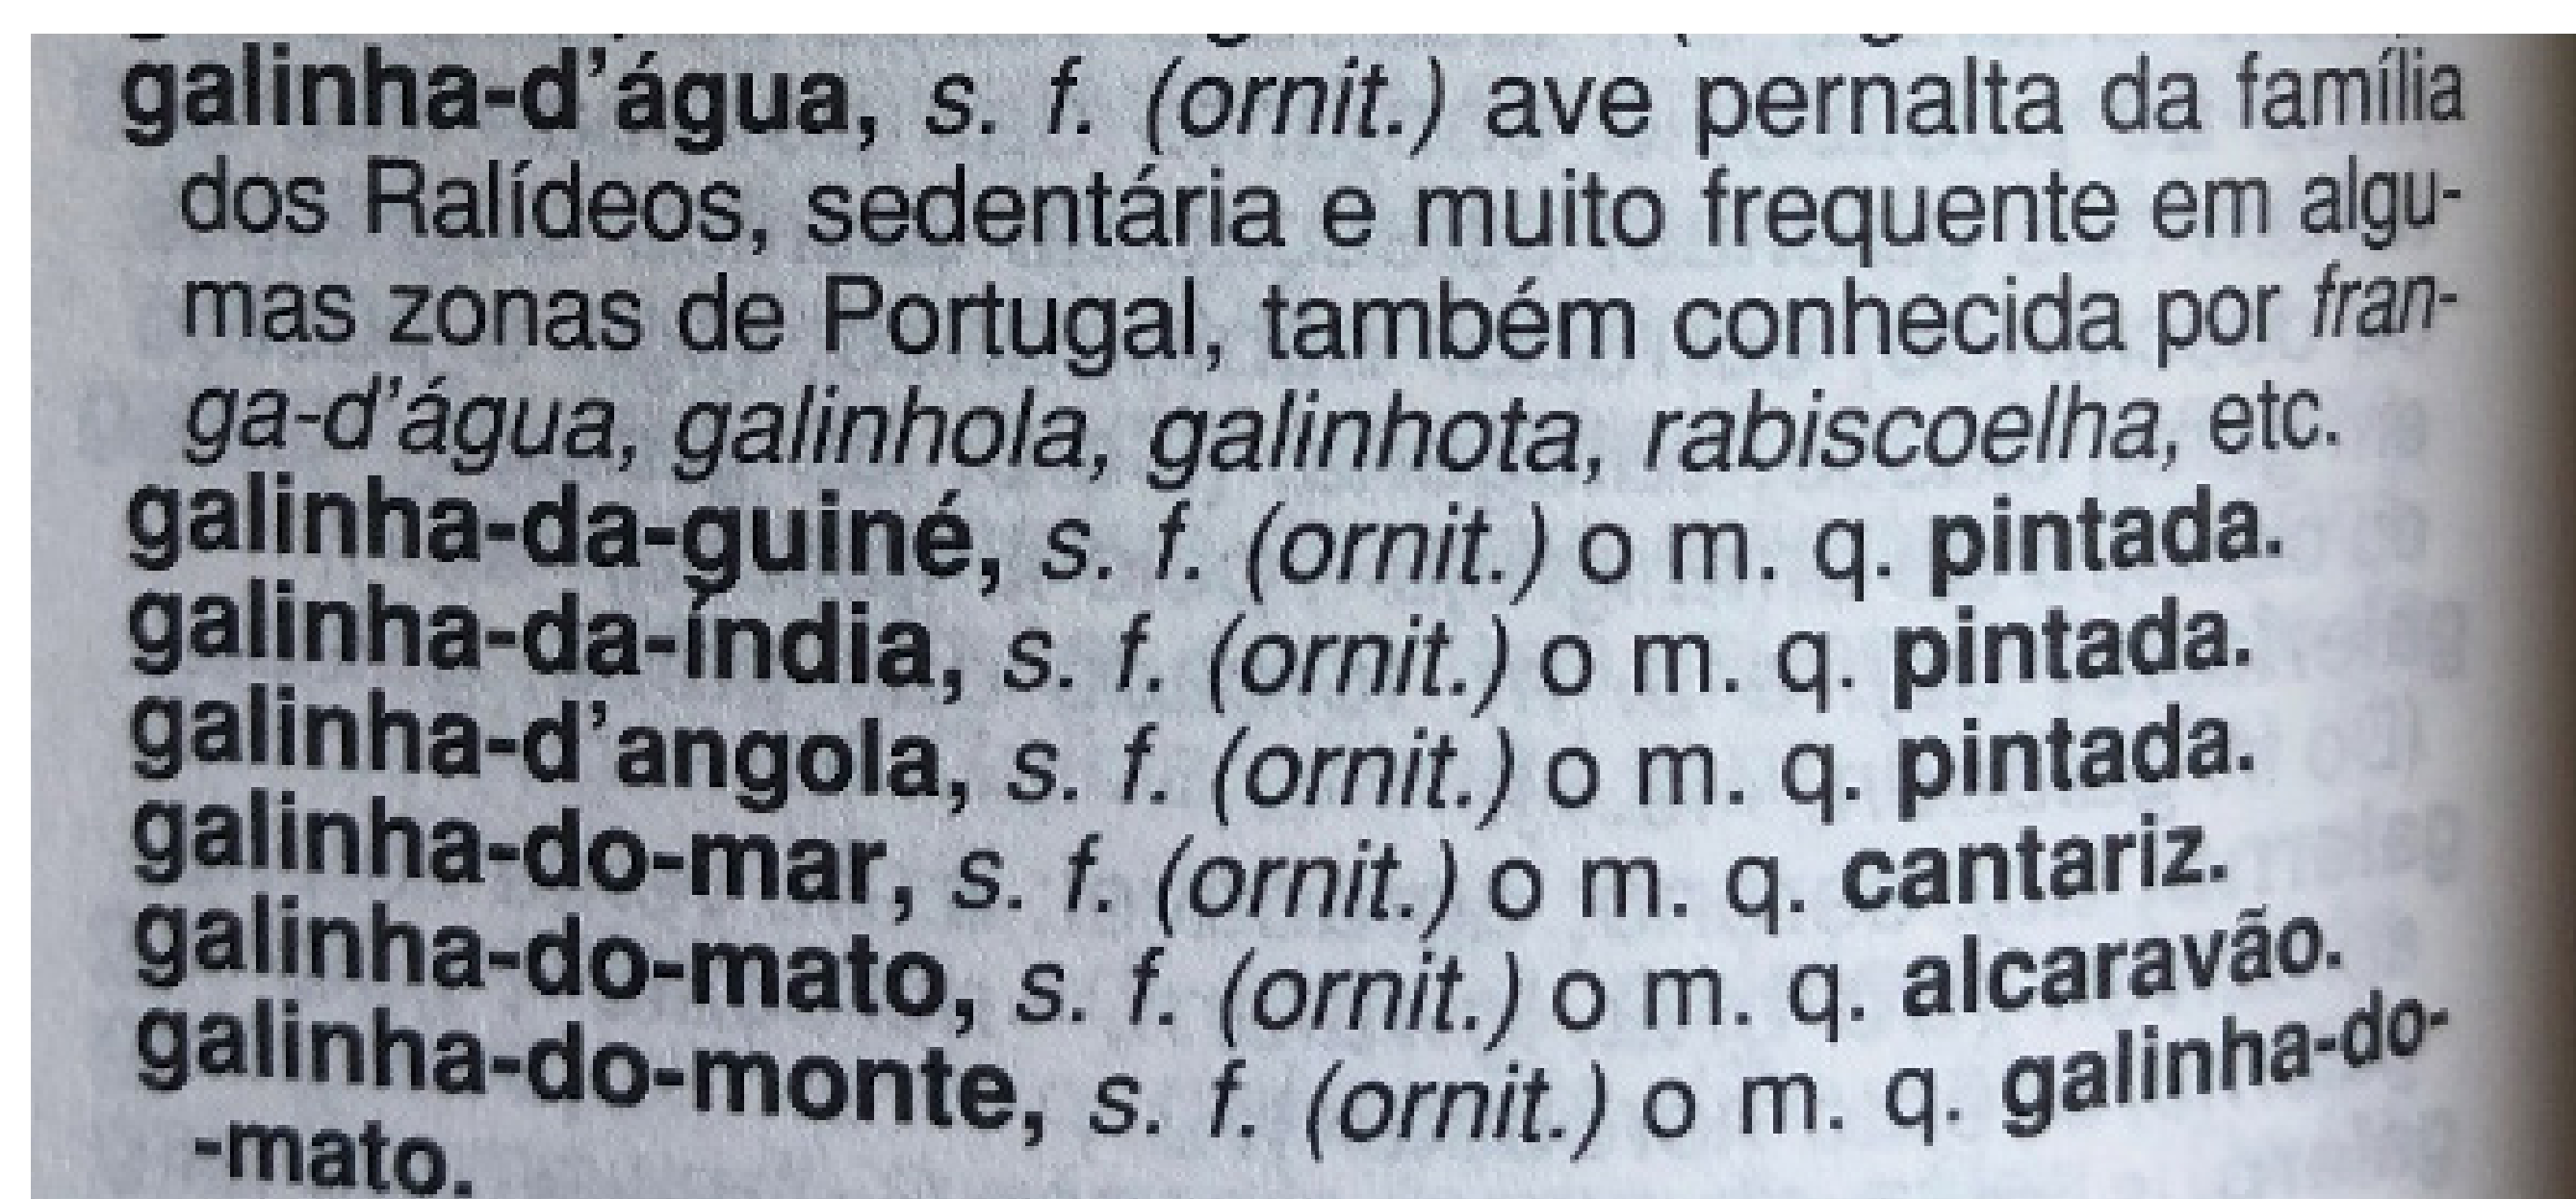 galinha-d'água, s. f. (ornit.) ave pernalta da família
dos Ralídeos, sedentária e muito frequente em algu-
mas zonas de Portugal, também conhecida por fran-
ga-d'água, galinhola, galinhota, rabiscoelha, etc.
galinha-da-guiné, s. f. (ornit.) o m. q. pintada.
galinha-da-índia, s. f. (ornit.) o m. q. pintada.
galinha-d'angola, s. f. (ornit.) o m. q. pintada.
galinha-do-mar, s. f. (ornit.) o m. q. cantariz.
galinha-do-mato, s. f. (ornit.) o m. q. alcaravão.
galinha-do-monte, s. f. (ornit.) o m. q. galinha-do-
-mato.